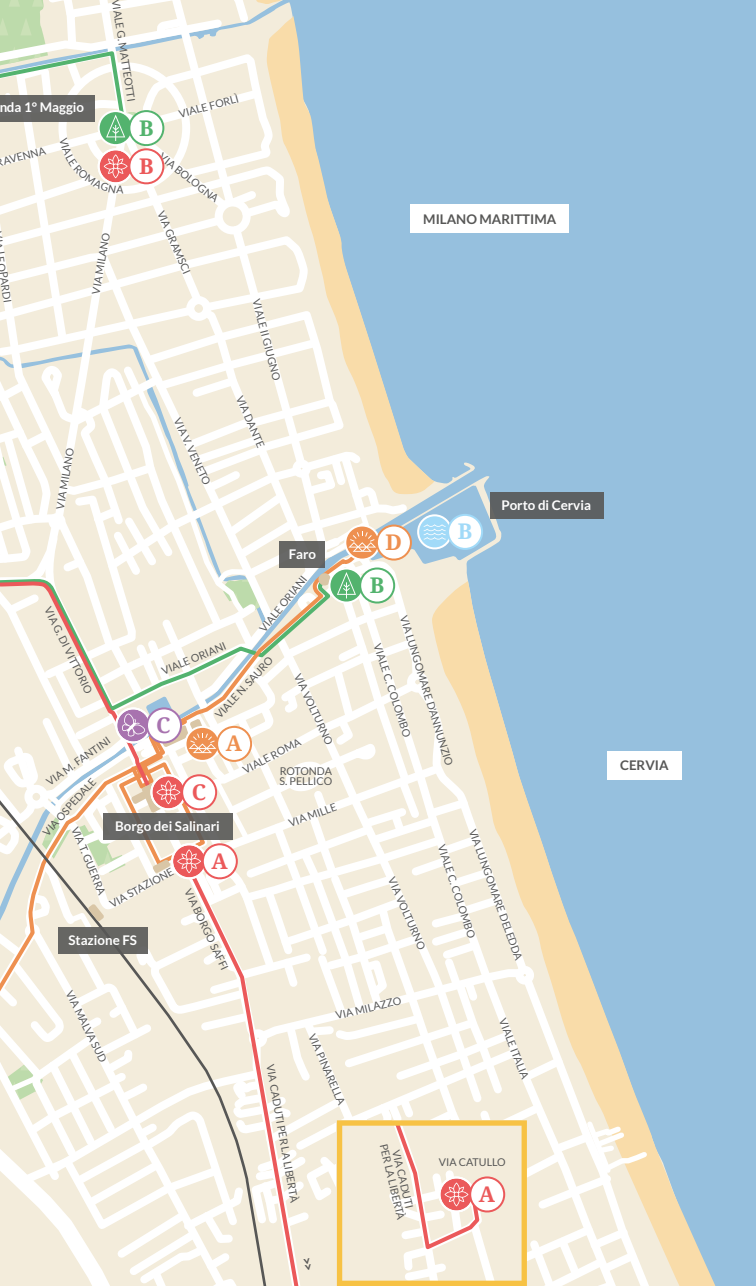 VIALE G. MATTEOTTI
nda 1° Maggio
VIALE FORLÌ
B
RAVENNA
VIALE ROMAGNA
B
VIA BOLOGNA
MILANO MARITTIMA
VIA GRAMSCI
VIA MILANO
VIA LEOPARDI
VIALE II GIUGNO
VIA DANTE
VIA V. VENETO
VIA MILANO
Porto di Cervia
B
D
Faro
B
VIALE ORIANI
VIA G. DI VITTORIO
VIALE ORIANI
VIALE N. SAURO
VIA VOLTURNO
VIALE C. COLOMBO
VIA LUNGOMARE D'ANNUNZIO
C
A
VIA M. FANTINI
VIALE ROMA
CERVIA
ROTONDA
S. PELLICO
VIA OSPEDALE
C
VIA MILLE
Borgo dei Salinari
VIA T. GUERRA
A
VIA STAZIONE
VIALE C. COLOMBO
VIA LUNGOMARE DELEDDA
VIA VOLTURNO
VIA BORGO SAFFI
Stazione FS
VIA MILAZZO
VIA MALVA SUD
VIA PINARELLA
VIALE ITALIA
VIA CADUTI PER LA LIBERTÀ
VIA CADUTI
PER LA LIBERTÀ
VIA CATULLO
A
»